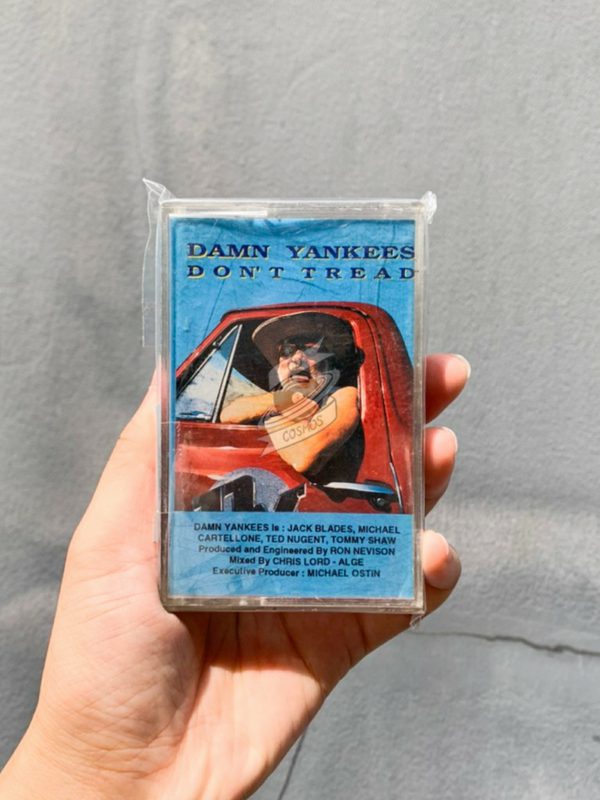 DAMN YANKEES
DON'T TREAD
COSMOS
DAMN YANKEES Is : JACK BLADES, MICHAEL
CARTELLONE, TED NUGENT, TOMMY SHAW
Produced and Engineered By RON NEVISON
Mixed By CHRIS LORD - ALGE
Executive Producer : MICHAEL OSTIN